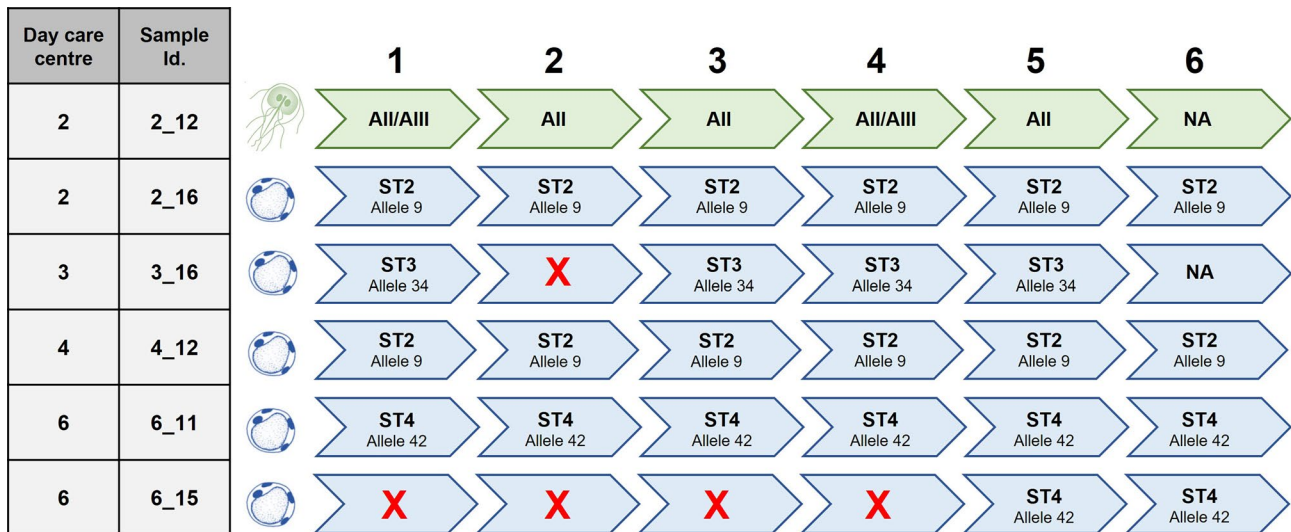 Day care centre
Sample Id.
1 2 3 4 5 6
2 2_12 AII/AIII AII AII AII/AIII AII NA
2 2_16 ST2 ST2 ST2 ST2 ST2 ST2
Allele 9 Allele 9 Allele 9 Allele 9 Allele 9 Allele 9
3 3_16 ST3 X ST3 ST3 ST3 NA
Allele 34 Allele 34 Allele 34 Allele 34
4 4_12 ST2 ST2 ST2 ST2 ST2 ST2
Allele 9 Allele 9 Allele 9 Allele 9 Allele 9 Allele 9
6 6_11 ST4 ST4 ST4 ST4 ST4 ST4
Allele 42 Allele 42 Allele 42 Allele 42 Allele 42 Allele 42
6 6_15 X X X X ST4 ST4
Allele 42 Allele 42